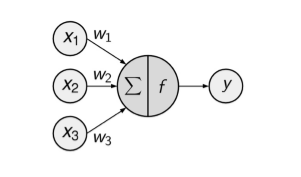 x₁ w₁
x₂ w₂ ∑ f y
x₃ w₃